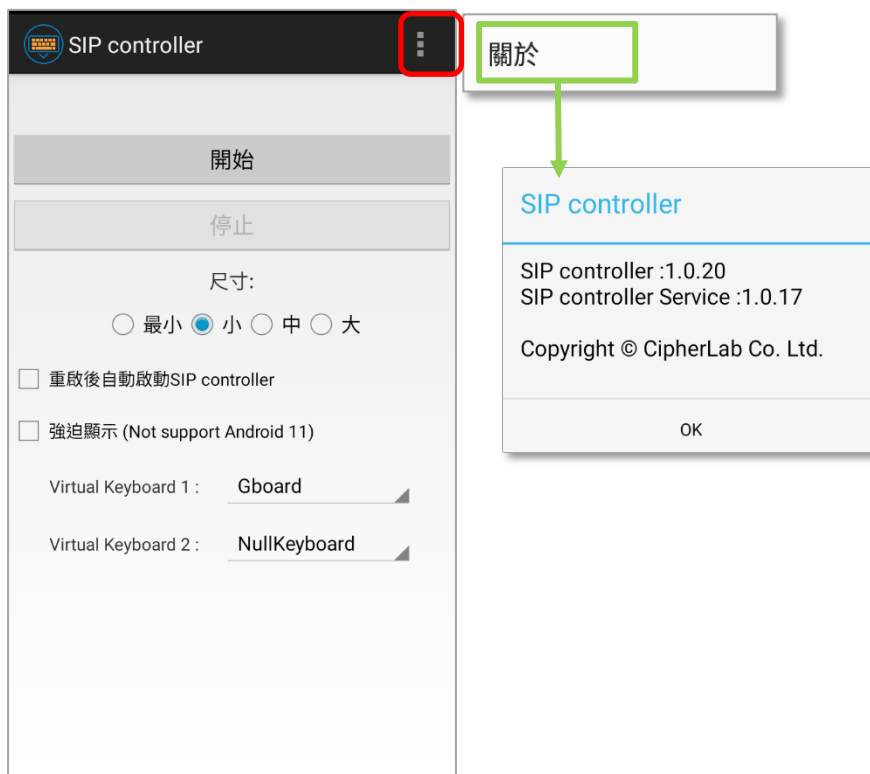 SIP controller
關於
開始
停止
尺寸:
最小 小 中 大
重啟後自動啟動SIP controller
強迫顯示 (Not support Android 11)
Virtual Keyboard 1 : Gboard
Virtual Keyboard 2 : NullKeyboard
SIP controller
SIP controller :1.0.20
SIP controller Service :1.0.17
Copyright © CipherLab Co. Ltd.
OK